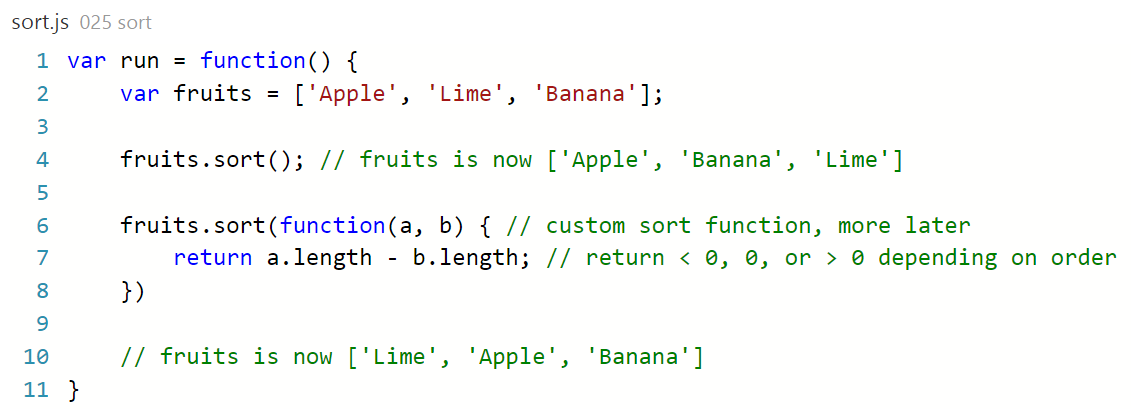 sort.js 025 sort
1 var run = function() {
2     var fruits = ['Apple', 'Lime', 'Banana'];
3
4     fruits.sort(); // fruits is now ['Apple', 'Banana', 'Lime']
5
6     fruits.sort(function(a, b) { // custom sort function, more later
7         return a.length - b.length; // return < 0, 0, or > 0 depending on order
8     })
9
10     // fruits is now ['Lime', 'Apple', 'Banana']
11 }